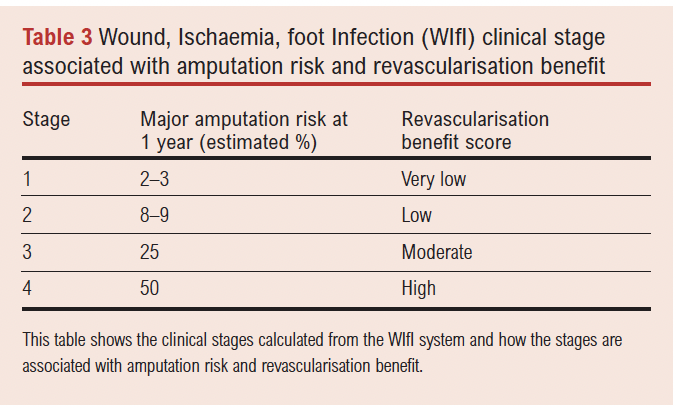 Table 3 Wound, Ischaemia, foot Infection (WIfI) clinical stage
associated with amputation risk and revascularisation benefit
Stage Major amputation risk at Revascularisation
1 year (estimated %) benefit score
1 2–3 Very low
2 8–9 Low
3 25 Moderate
4 50 High
This table shows the clinical stages calculated from the WIfI system and how the stages are
associated with amputation risk and revascularisation benefit.